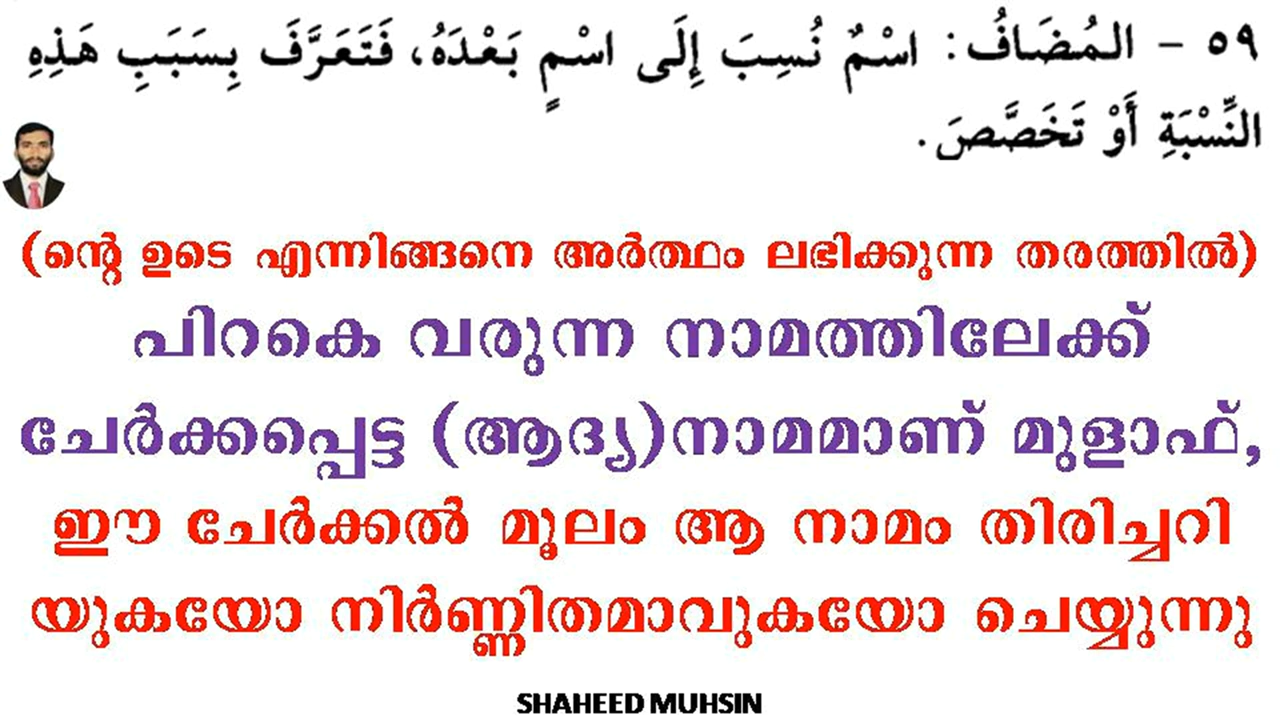 ٥٩ - المُضَافُ: اسْمٌ نُسِبَ إِلَى اسْمٍ بَعْدَهُ، فَتَعَرَّفَ بِسَبَبِ هَذِهِ
النِّسْبَةِ أَوْ تَخَصَّصَ.
(ന്റെ ഉടെ എന്നിങ്ങനെ അർത്ഥം ലഭിക്കുന്ന തരത്തിൽ)
പിറകെ വരുന്ന നാമത്തിലേക്ക്
ചേർക്കപ്പെട്ട (ആദ്യ)നാമമാണ് മുളാഫ്,
ഈ ചേർക്കൽ മൂലം ആ നാമം തിരിച്ചറി
യുകയോ നിർണ്ണിതമാവുകയോ ചെയ്യുന്നു
SHAHEED MUHSIN